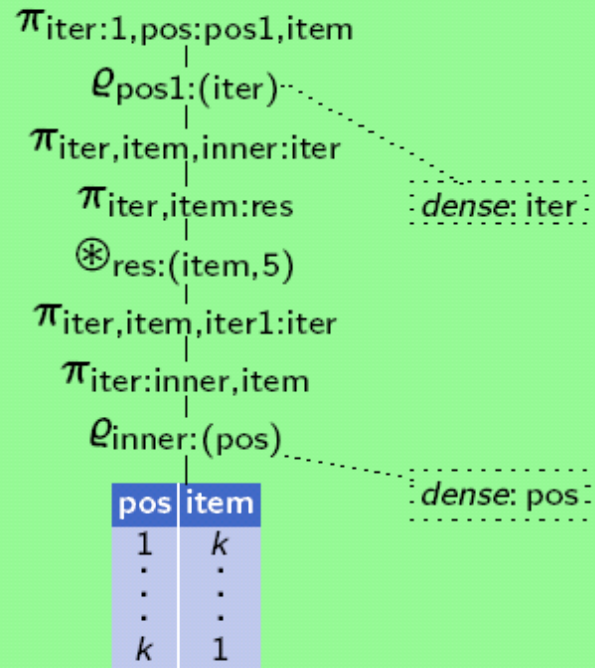 π iter:1,pos:pos1,item
ϱ pos1:(iter)
π iter,item,inner:iter
π iter,item:res
dense: iter
⊛ res:(item,5)
π iter,item,iter1:iter
π iter:inner,item
ϱ inner:(pos)
dense: pos
pos item
1 k
. .
. .
. .
k 1